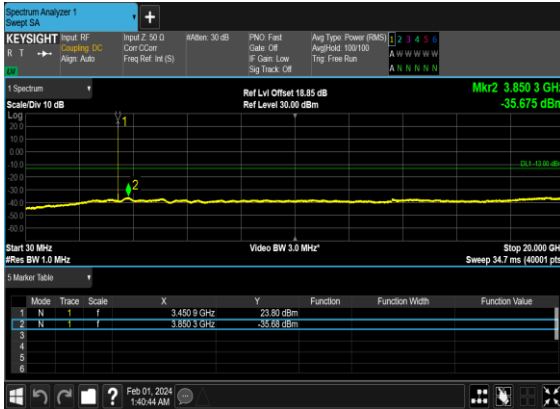 Spectrum Analyzer 1
Swept SA
+
KEYSIGHT Input: RF Input Z: 50 Ω #Atten: 30 dB PNO: Fast Avg Type: Power (RMS) 1 2 3 4 5 6
R T Coupling: DC Corr CCorr Gate: Off Avg|Hold: 100/100 A W W W W W
Align: Auto Freq Ref: Int (S) IF Gain: Low Trig: Free Run
Sig Track: Off A N N N N N
1 Spectrum
Scale/Div 10 dB
Ref Lvl Offset 18.85 dB
Ref Level 30.00 dBm
Mkr2 3.850 3 GHz
-35.675 dBm
Log
20.0
10.0
0.00
-10.0
-20.0
-30.0
-40.0
-50.0
-60.0
1
2
DL1 -13.00 dBm
Start 30 MHz Video BW 3.0 MHz* Stop 20.000 GHz
#Res BW 1.0 MHz Sweep 34.7 ms (40001 pts)
5 Marker Table
Mode Trace Scale X Y Function Function Width Function Value
1 N 1 f 3.450 9 GHz 23.80 dBm
2 N 1 f 3.850 3 GHz -35.68 dBm
3
4
5
6
? Feb 01, 2024
1:40:44 AM